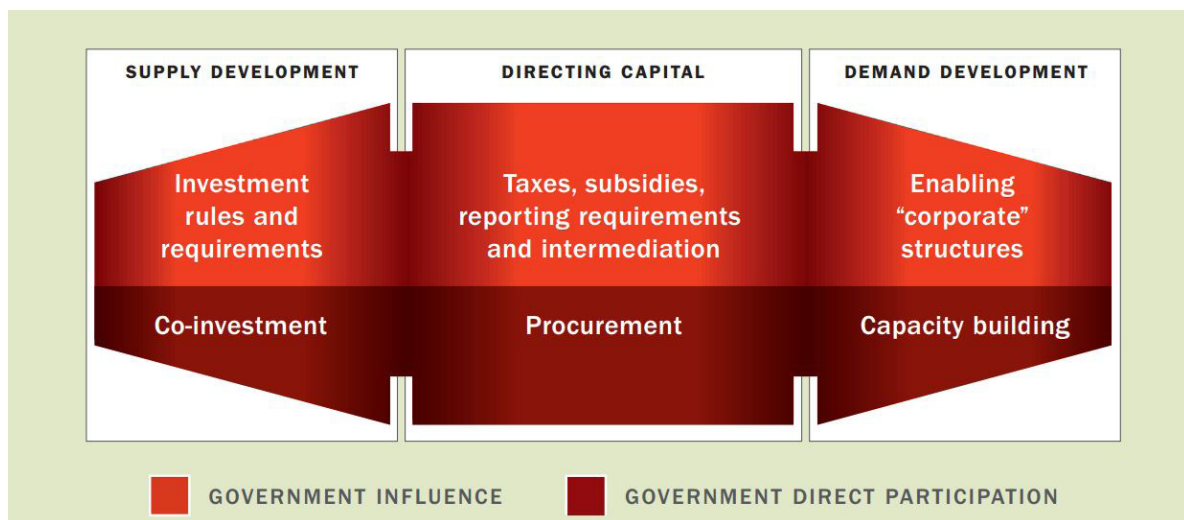 SUPPLY DEVELOPMENT
DIRECTING CAPITAL
DEMAND DEVELOPMENT
Investment
rules and
requirements
Taxes, subsidies,
reporting requirements
and intermediation
Enabling
“corporate”
structures
Co-investment
Procurement
Capacity building
GOVERNMENT INFLUENCE
GOVERNMENT DIRECT PARTICIPATION